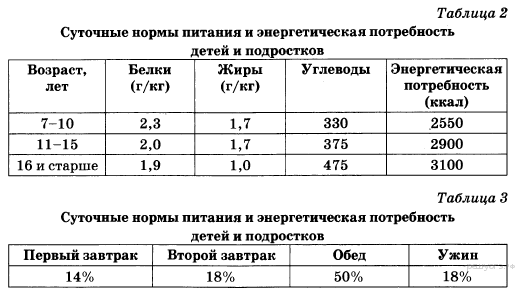 Таблица 2
Суточные нормы питания и энергетическая потребность
детей и подростков
Возраст, лет Белки (г/кг) Жиры (г/кг) Углеводы Энергетическая потребность (ккал)
7–10 2,3 1,7 330 2550
11–15 2,0 1,7 375 2900
16 и старше 1,9 1,0 475 3100
Таблица 3
Суточные нормы питания и энергетическая потребность
детей и подростков
Первый завтрак Второй завтрак Обед Ужин
14% 18% 50% 18%